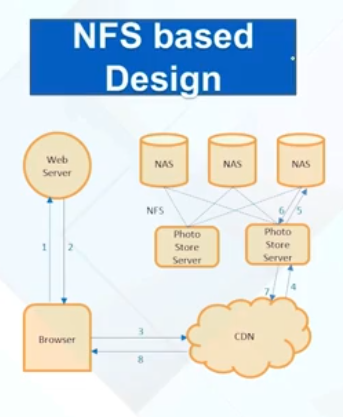 NFS based
Design
Web
Server
NAS
NAS
NAS
NFS
6
5
Photo
Store
Server
Photo
Store
Server
1
2
7
4
Browser
3
CDN
8